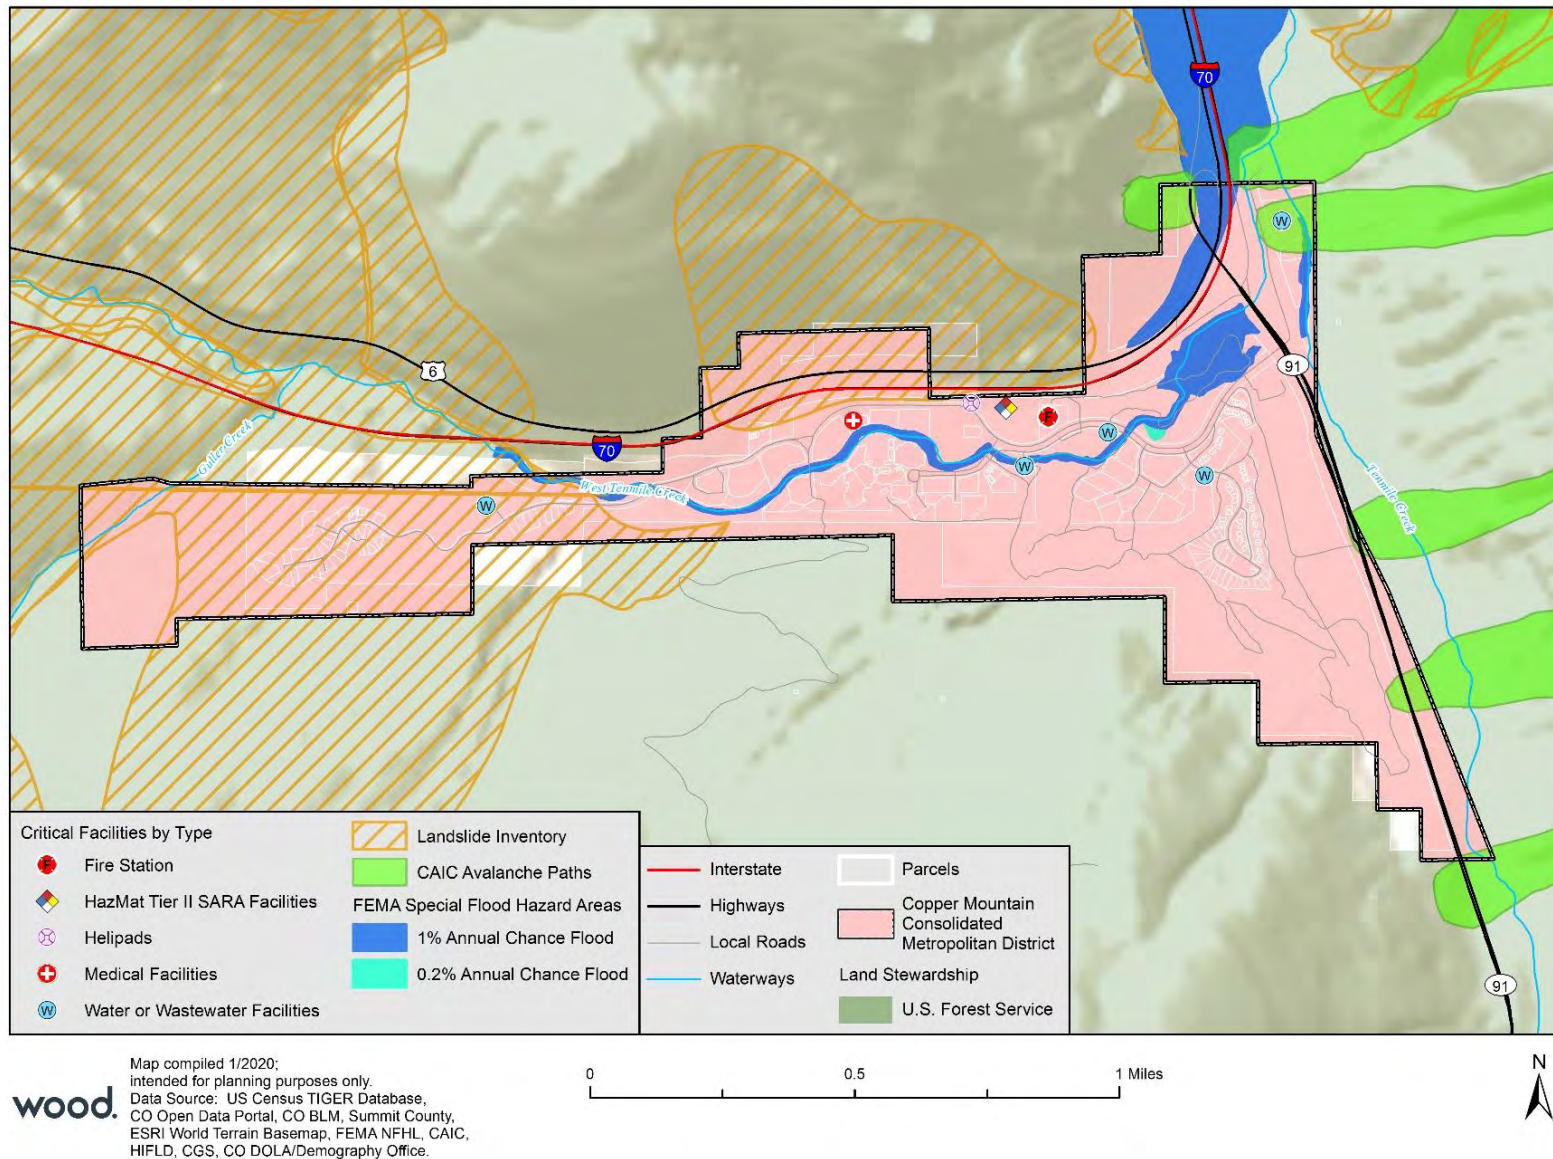 70
6
91
70
Guller Creek
West Tenmile Creek
Tenmile Creek
W
W
W
W
W
F
91
Critical Facilities by Type
F Fire Station
HazMat Tier II SARA Facilities
Helipads
Medical Facilities
W Water or Wastewater Facilities
Landslide Inventory
CAIC Avalanche Paths
FEMA Special Flood Hazard Areas
1% Annual Chance Flood
0.2% Annual Chance Flood
Interstate
Highways
Local Roads
Waterways
Parcels
Copper Mountain
Consolidated
Metropolitan District
Land Stewardship
U.S. Forest Service
wood.
Map compiled 1/2020;
intended for planning purposes only.
Data Source: US Census TIGER Database,
CO Open Data Portal, CO BLM, Summit County,
ESRI World Terrain Basemap, FEMA NFHL, CAIC,
HIFLD, CGS, CO DOLA/Demography Office.
0 0.5 1 Miles
N